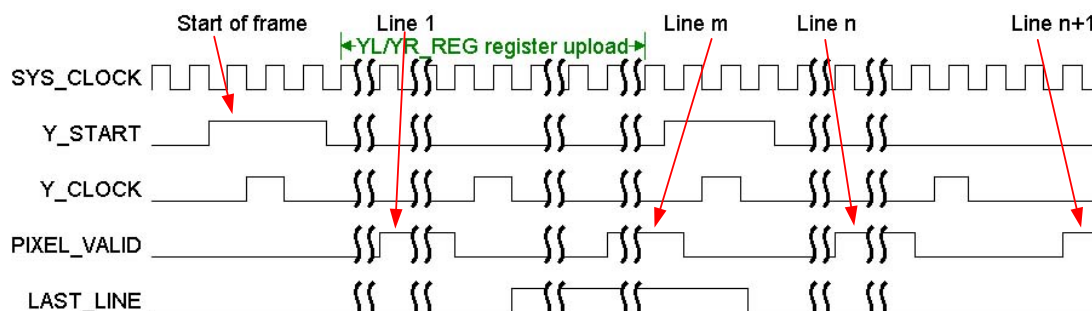 Start of frame Line 1 Line m Line n Line n+1
YL/YR_REG register upload
SYS_CLOCK
Y_START
Y_CLOCK
PIXEL_VALID
LAST_LINE